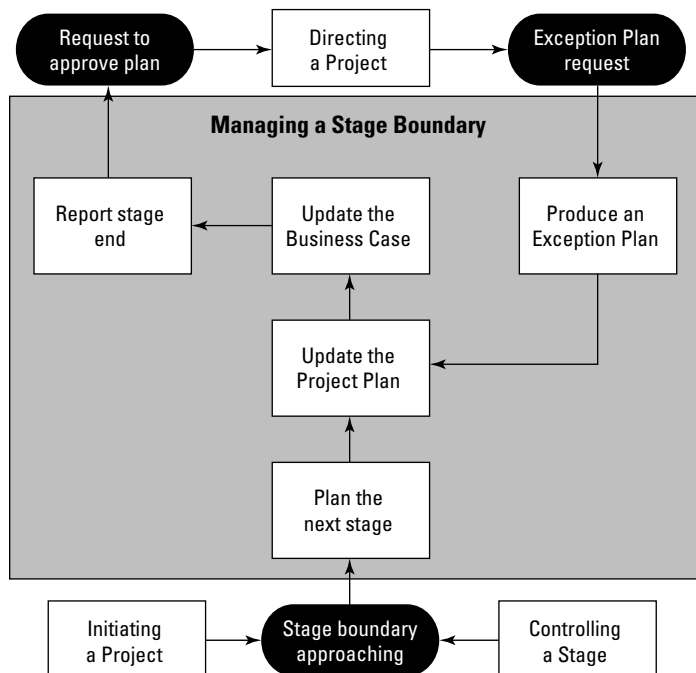 Request to
approve plan
Directing
a Project
Exception Plan
request
Managing a Stage Boundary
Report stage
end
Update the
Business Case
Produce an
Exception Plan
Update the
Project Plan
Plan the
next stage
Initiating
a Project
Stage boundary
approaching
Controlling
a Stage